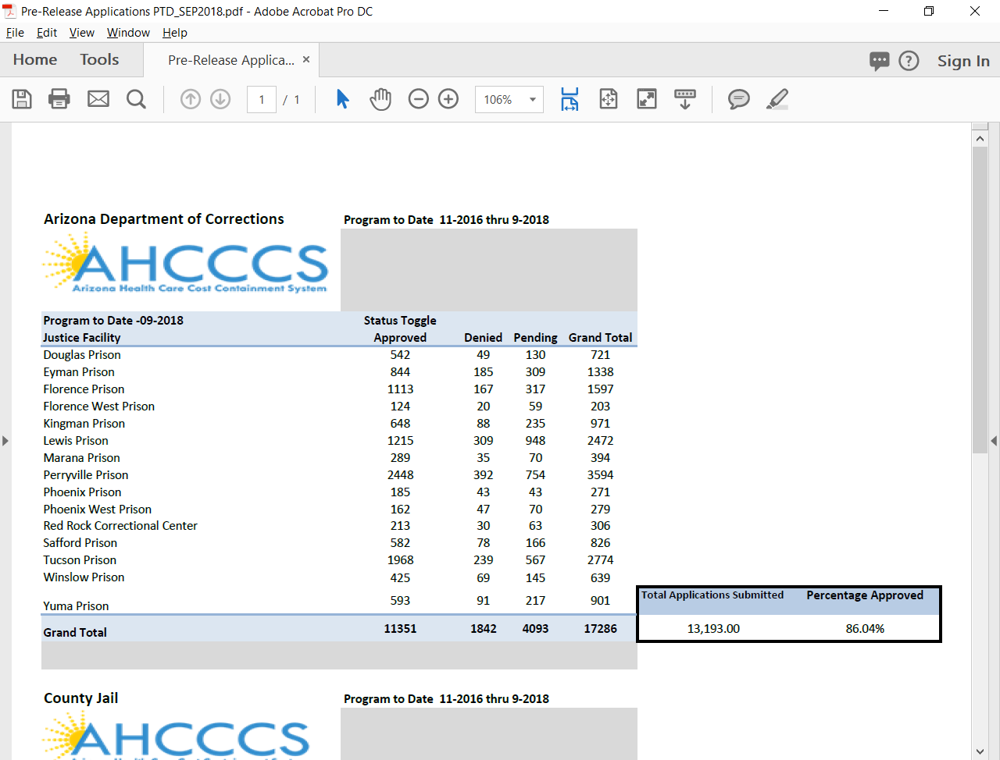 Pre-Release Applications PTD_SEP2018.pdf - Adobe Acrobat Pro DC
File Edit View Window Help
Home Tools Pre-Release Applica... × ? Sign In
1 / 1 106%
Arizona Department of Corrections Program to Date 11-2016 thru 9-2018
AHCCCS
Arizona Health Care Cost Containment System
Program to Date -09-2018 Status Toggle
Justice Facility Approved Denied Pending Grand Total
Douglas Prison 542 49 130 721
Eyman Prison 844 185 309 1338
Florence Prison 1113 167 317 1597
Florence West Prison 124 20 59 203
Kingman Prison 648 88 235 971
Lewis Prison 1215 309 948 2472
Marana Prison 289 35 70 394
Perryville Prison 2448 392 754 3594
Phoenix Prison 185 43 43 271
Phoenix West Prison 162 47 70 279
Red Rock Correctional Center 213 30 63 306
Safford Prison 582 78 166 826
Tucson Prison 1968 239 567 2774
Winslow Prison 425 69 145 639
Total Applications Submitted Percentage Approved
Yuma Prison 593 91 217 901
Grand Total 11351 1842 4093 17286 13,193.00 86.04%
County Jail Program to Date 11-2016 thru 9-2018
AHCCCS